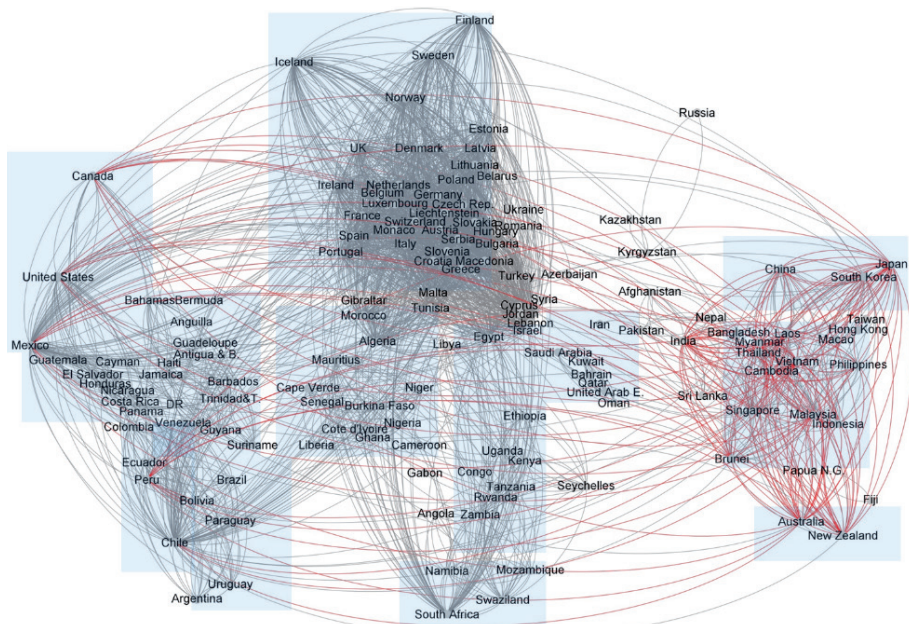 Finland
Iceland
Sweden
Norway
Russia
Estonia
UK
Denmark
Latvia
Lithuania
Canada
Ireland
Netherlands
Poland
Belarus
Belgium
Germany
Luxembourg
Czech Rep.
Ukraine
France
Liechtenstein
Switzerland
Slovakia
Romania
Kazakhstan
Spain
Monaco
Austria
Hungary
Italy
Serbia
Bulgaria
Portugal
Slovenia
Kyrgyzstan
Croatia
Macedonia
Greece
Japan
United States
Turkey
Azerbaijan
China
South Korea
Malta
Afghanistan
Bahamas
Bermuda
Gibraltar
Tunisia
Cyprus
Syria
Morocco
Jordan
Nepal
Taiwan
Anguilla
Lebanon
Iran
Pakistan
Bangladesh
Laos
Hong Kong
Mexico
Guadeloupe
Algeria
Libya
Egypt
Israel
India
Myanmar
Macao
Guatemala
Cayman
Antigua & B.
Haiti
Mauritius
Saudi Arabia
Thailand
El Salvador
Jamaica
Kuwait
Vietnam
Philippines
Honduras
Barbados
Cape Verde
Niger
Bahrain
Cambodia
Nicaragua
Qatar
Costa Rica
DR
Trinidad&T.
Senegal
Burkina Faso
United Arab E.
Sri Lanka
Panama
Oman
Singapore
Malaysia
Colombia
Venezuela
Guyana
Cote d'Ivoire
Nigeria
Ethiopia
Indonesia
Suriname
Liberia
Ghana
Cameroon
Uganda
Ecuador
Kenya
Brunei
Peru
Brazil
Gabon
Congo
Papua N.G.
Bolivia
Tanzania
Seychelles
Rwanda
Fiji
Paraguay
Angola
Zambia
Australia
New Zealand
Chile
Namibia
Mozambique
Uruguay
Argentina
Swaziland
South Africa